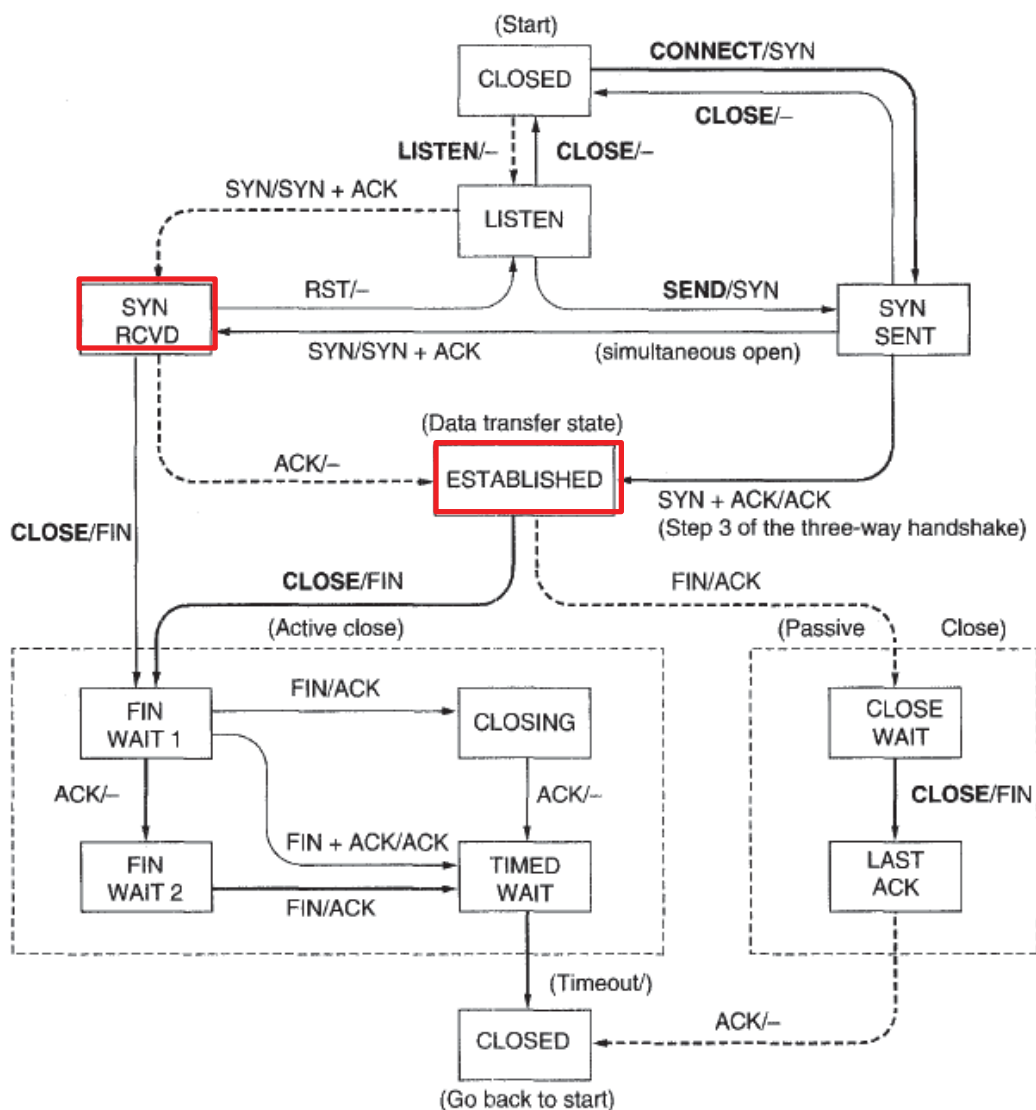 (Start)
CLOSED
CONNECT/SYN
CLOSE/–
LISTEN/–
CLOSE/–
SYN/SYN + ACK
LISTEN
RST/–
SEND/SYN
SYN
RCVD
SYN
SENT
SYN/SYN + ACK
(simultaneous open)
(Data transfer state)
ACK/–
ESTABLISHED
SYN + ACK/ACK
(Step 3 of the three-way handshake)
CLOSE/FIN
CLOSE/FIN
FIN/ACK
(Active close)
(Passive Close)
FIN
WAIT 1
FIN/ACK
CLOSING
CLOSE
WAIT
ACK/–
ACK/–
CLOSE/FIN
FIN + ACK/ACK
FIN
WAIT 2
FIN/ACK
TIMED
WAIT
LAST
ACK
(Timeout/)
CLOSED
ACK/–
(Go back to start)